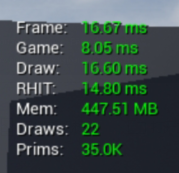 Frame: 16.67 ms
Game: 8.05 ms
Draw: 16.60 ms
RHIT: 14.80 ms
Mem: 447.51 MB
Draws: 22
Prims: 35.0K